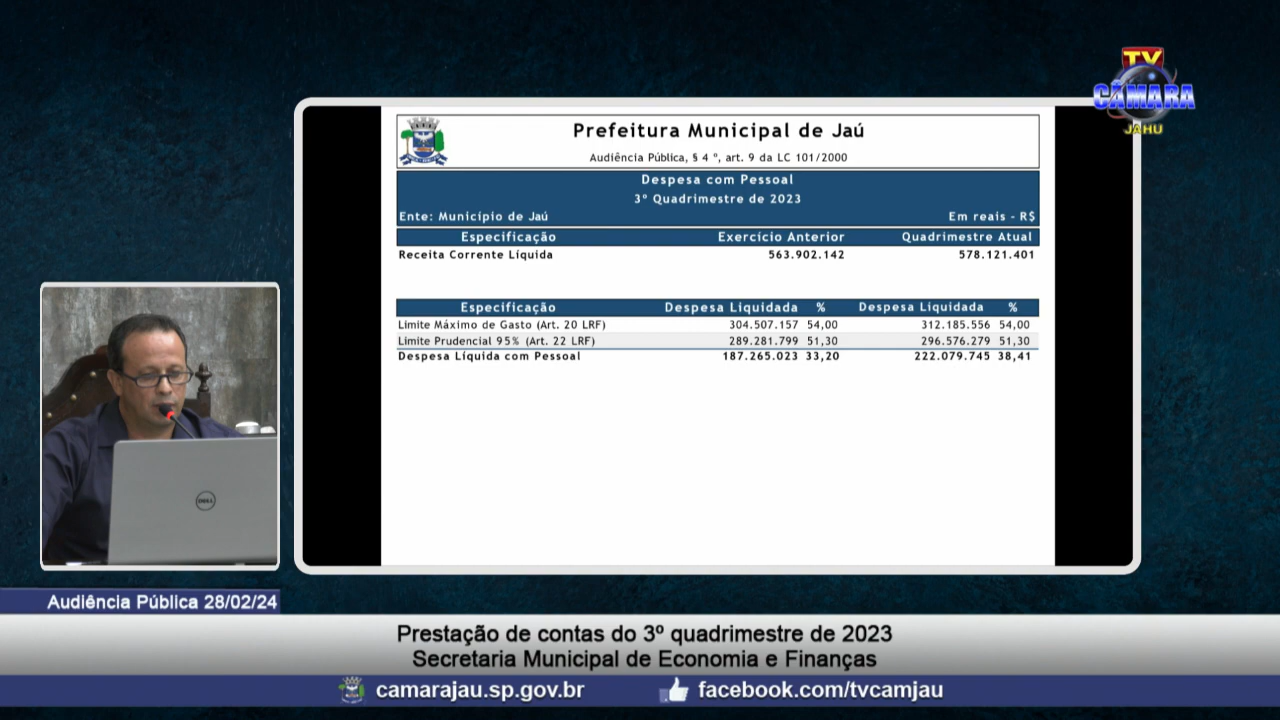 TV
CÂMARA
JAHU
Prefeitura Municipal de Jaú
Audiência Pública, § 4 º, art. 9 da LC 101/2000
Despesa com Pessoal
3º Quadrimestre de 2023
Ente: Município de Jaú Em reais - R$
Especificação Exercício Anterior Quadrimestre Atual
Receita Corrente Líquida 563.902.142 578.121.401
Especificação Despesa Liquidada % Despesa Liquidada %
Limite Máximo de Gasto (Art. 20 LRF) 304.507.157 54,00 312.185.556 54,00
Limite Prudencial 95% (Art. 22 LRF) 289.281.799 51,30 296.576.279 51,30
Despesa Líquida com Pessoal 187.265.023 33,20 222.079.745 38,41
DELL
Audiência Pública 28/02/24
Prestação de contas do 3º quadrimestre de 2023
Secretaria Municipal de Economia e Finanças
camarajau.sp.gov.br facebook.com/tvcamjau